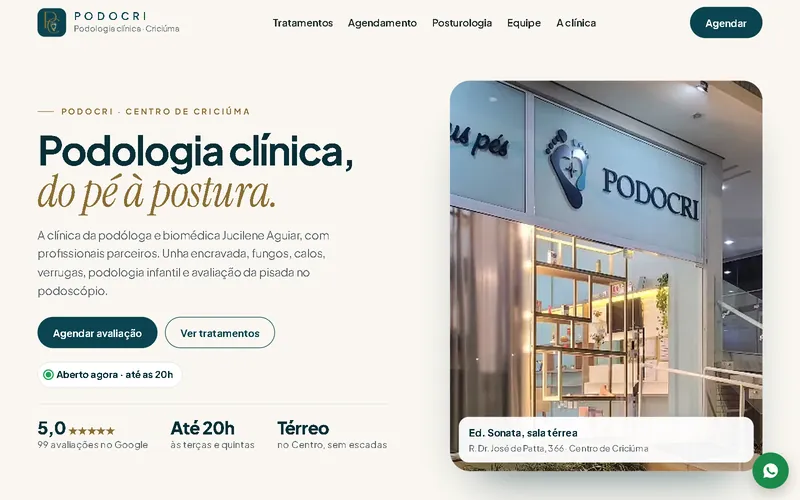 PODOCRI
Podologia clínica · Criciúma
Tratamentos
Agendamento
Posturologia
Equipe
A clínica
Agendar
PODOCRI · CENTRO DE CRICIÚMA
Podologia clínica,
do pé à postura.
A clínica da podóloga e biomédica Jucilene Aguiar, com
profissionais parceiros. Unha encravada, fungos, calos,
verrugas, podologia infantil e avaliação da pisada no
podoscópio.
Agendar avaliação
Ver tratamentos
Aberto agora · até as 20h
5,0 ★★★★★
99 avaliações no Google
Até 20h
às terças e quintas
Térreo
no Centro, sem escadas
us pés
PODOCRI
Ed. Sonata, sala térrea
R. Dr. José de Patta, 366 · Centro de Criciúma